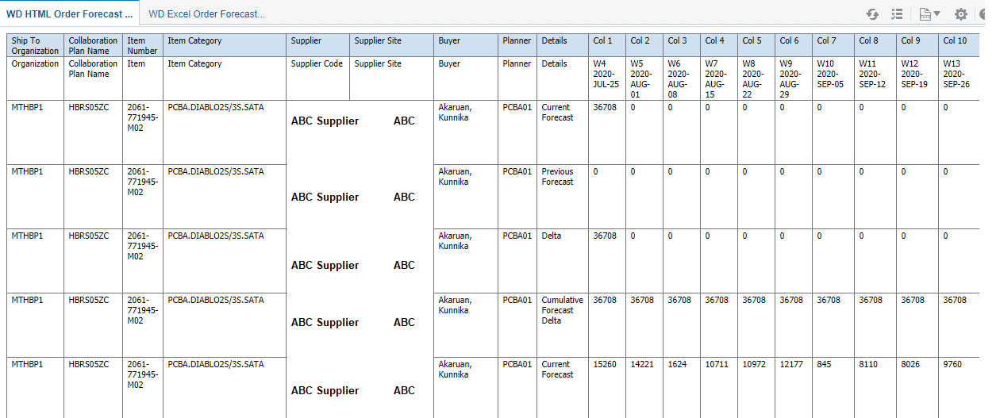 WD HTML Order Forecast ... WD Excel Order Forecast...
html
Ship To Organization Collaboration Plan Name Item Number Item Category Supplier Supplier Site Buyer Planner Details Col 1 Col 2 Col 3 Col 4 Col 5 Col 6 Col 7 Col 8 Col 9 Col 10
Organization Collaboration Plan Name Item Item Category Supplier Code Supplier Site Buyer Planner Details W4 2020-JUL-25 W5 2020-AUG-01 W6 2020-AUG-08 W7 2020-AUG-15 W8 2020-AUG-22 W9 2020-AUG-29 W10 2020-SEP-05 W11 2020-SEP-12 W12 2020-SEP-19 W13 2020-SEP-26
MTHBP1 HBRS05ZC 2061-771945-M02 PCBA.DIABLO2S/3S.SATA ABC Supplier ABC Akaruan, Kunnika PCBA01 Current Forecast 36708 0 0 0 0 0 0 0 0 0
MTHBP1 HBRS05ZC 2061-771945-M02 PCBA.DIABLO2S/3S.SATA ABC Supplier ABC Akaruan, Kunnika PCBA01 Previous Forecast 0 0 0 0 0 0 0 0 0 0
MTHBP1 HBRS05ZC 2061-771945-M02 PCBA.DIABLO2S/3S.SATA ABC Supplier ABC Akaruan, Kunnika PCBA01 Delta 36708 0 0 0 0 0 0 0 0 0
MTHBP1 HBRS05ZC 2061-771945-M02 PCBA.DIABLO2S/3S.SATA ABC Supplier ABC Akaruan, Kunnika PCBA01 Cumulative Forecast Delta 36708 36708 36708 36708 36708 36708 36708 36708 36708 36708
MTHBP1 HBRS05ZC 2061-771945-M02 PCBA.DIABLO2S/3S.SATA ABC Supplier ABC Akaruan, Kunnika PCBA01 Current Forecast 15260 14221 1624 10711 10972 12177 845 8110 8026 9760